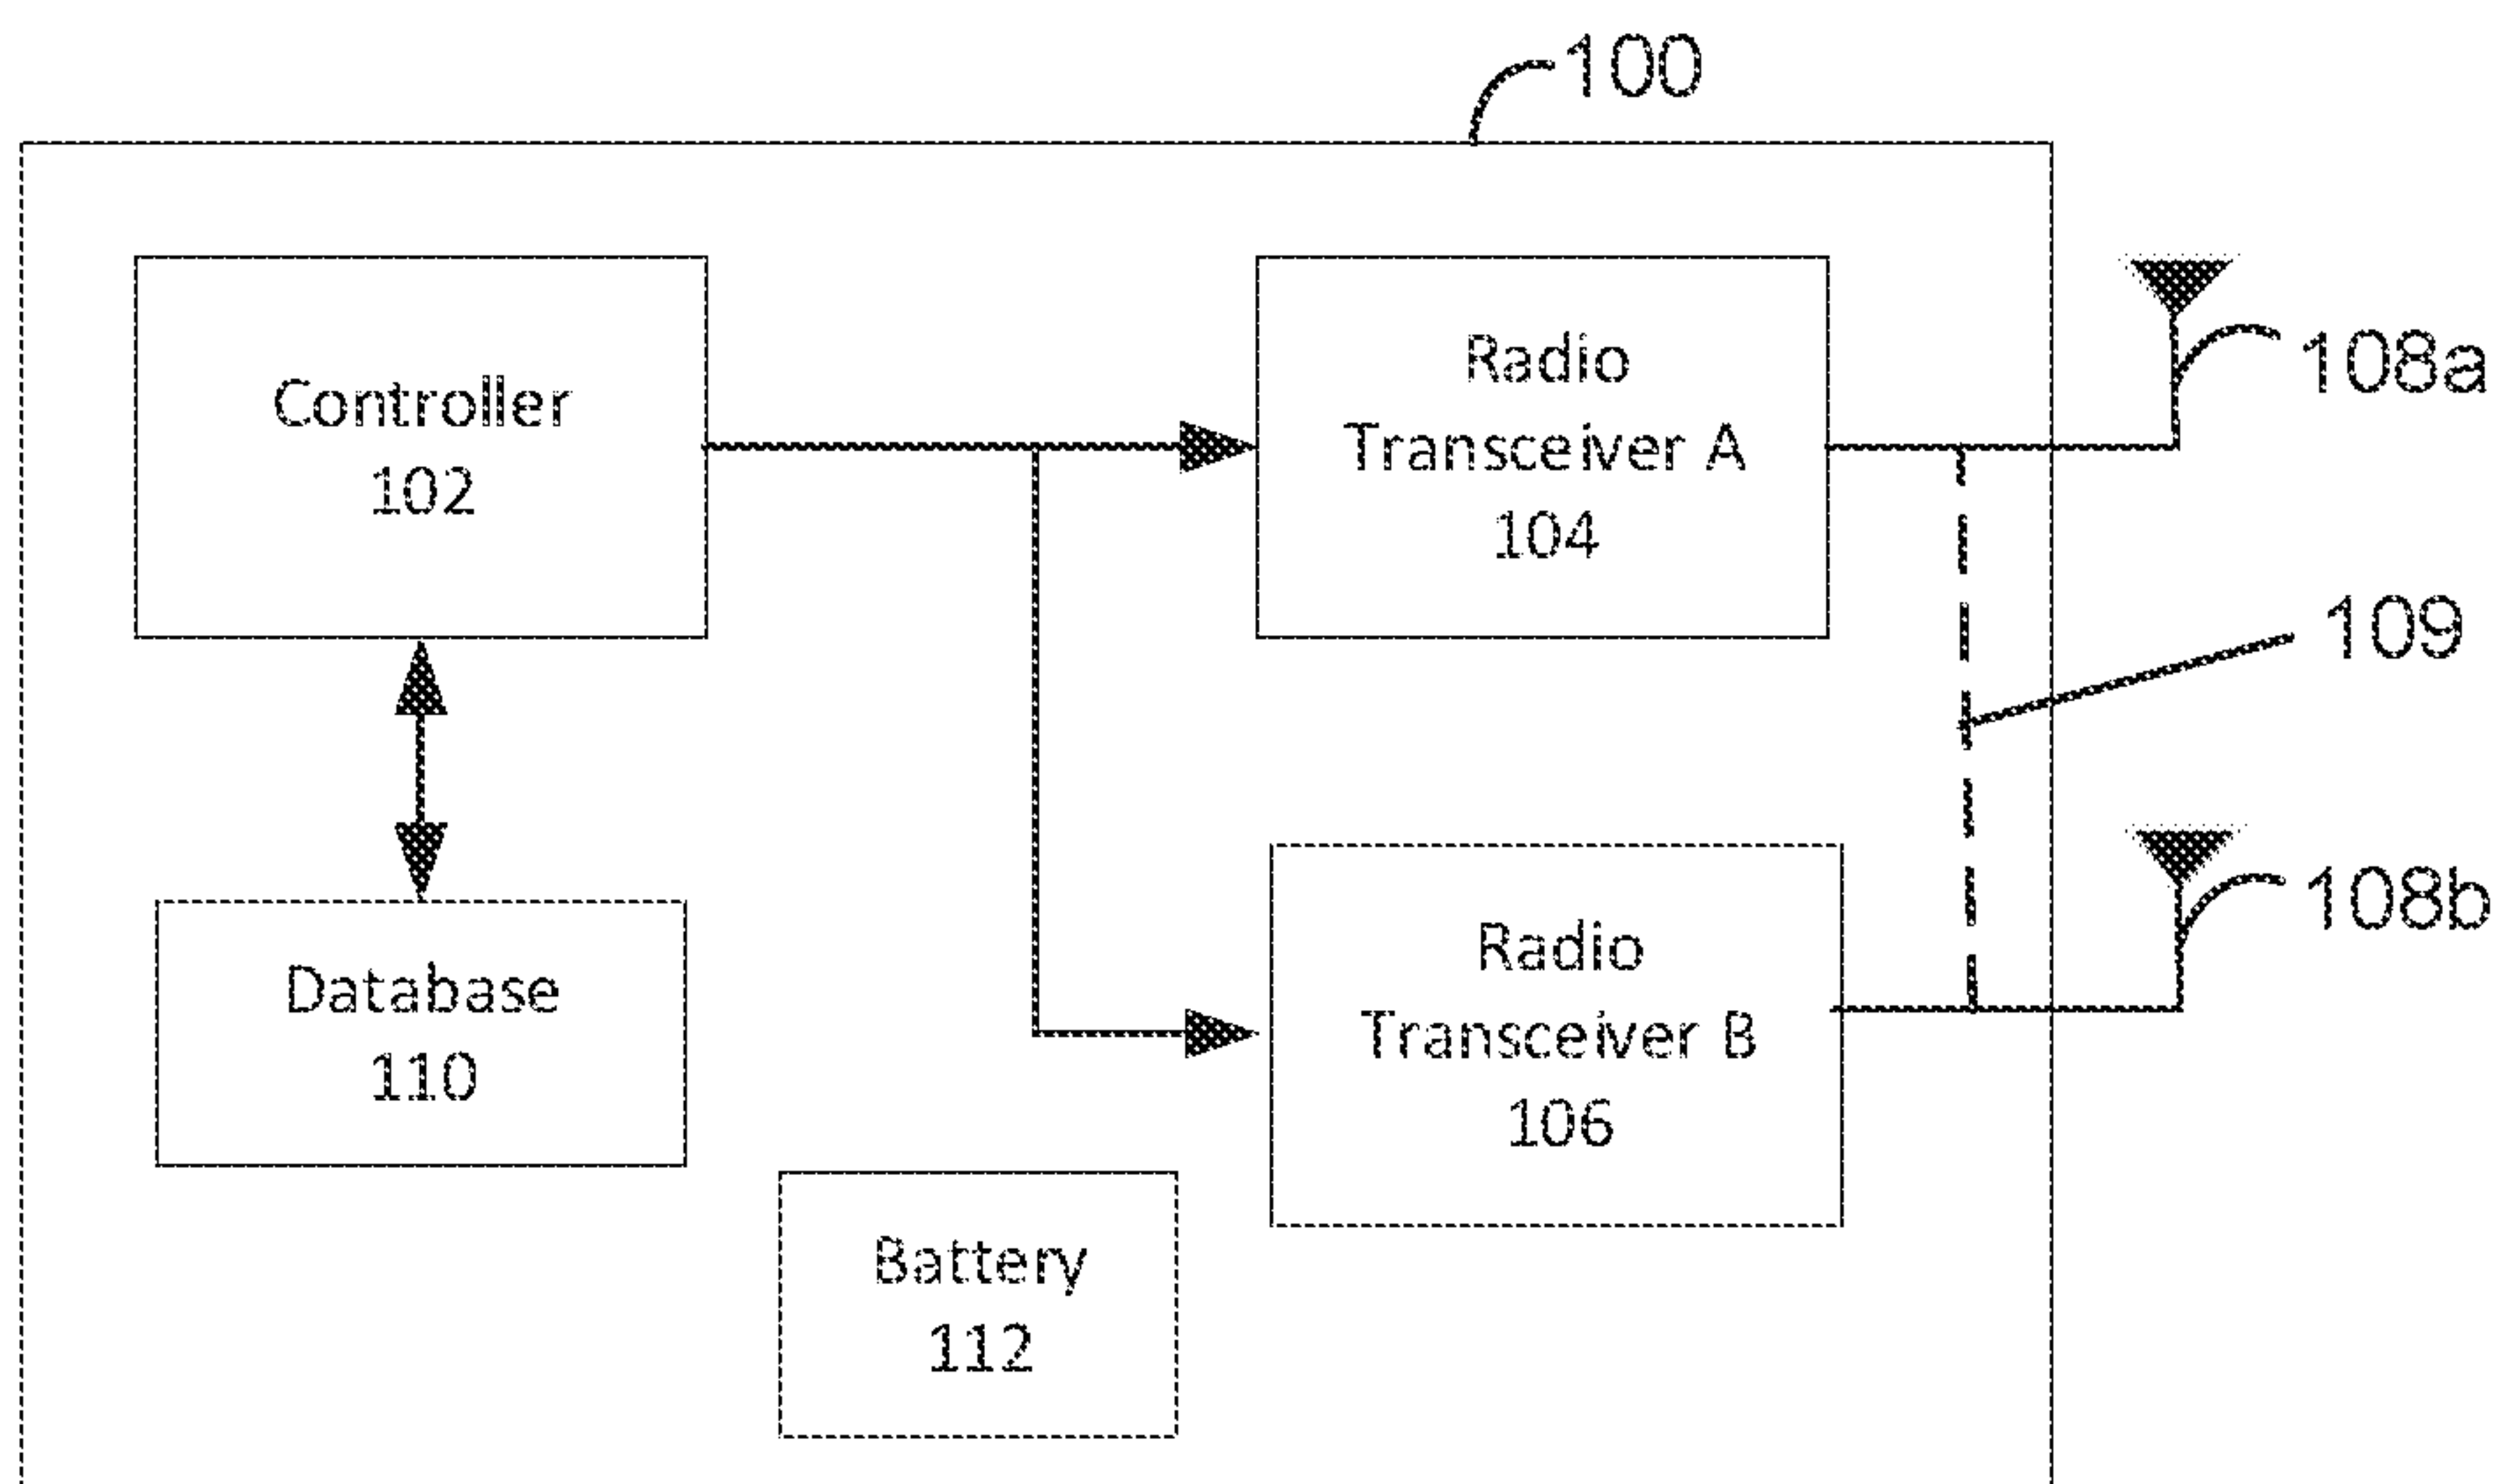 100
Controller
102
Radio
Transceiver A
104
108a
109
Database
110
Radio
Transceiver B
106
108b
Battery
112